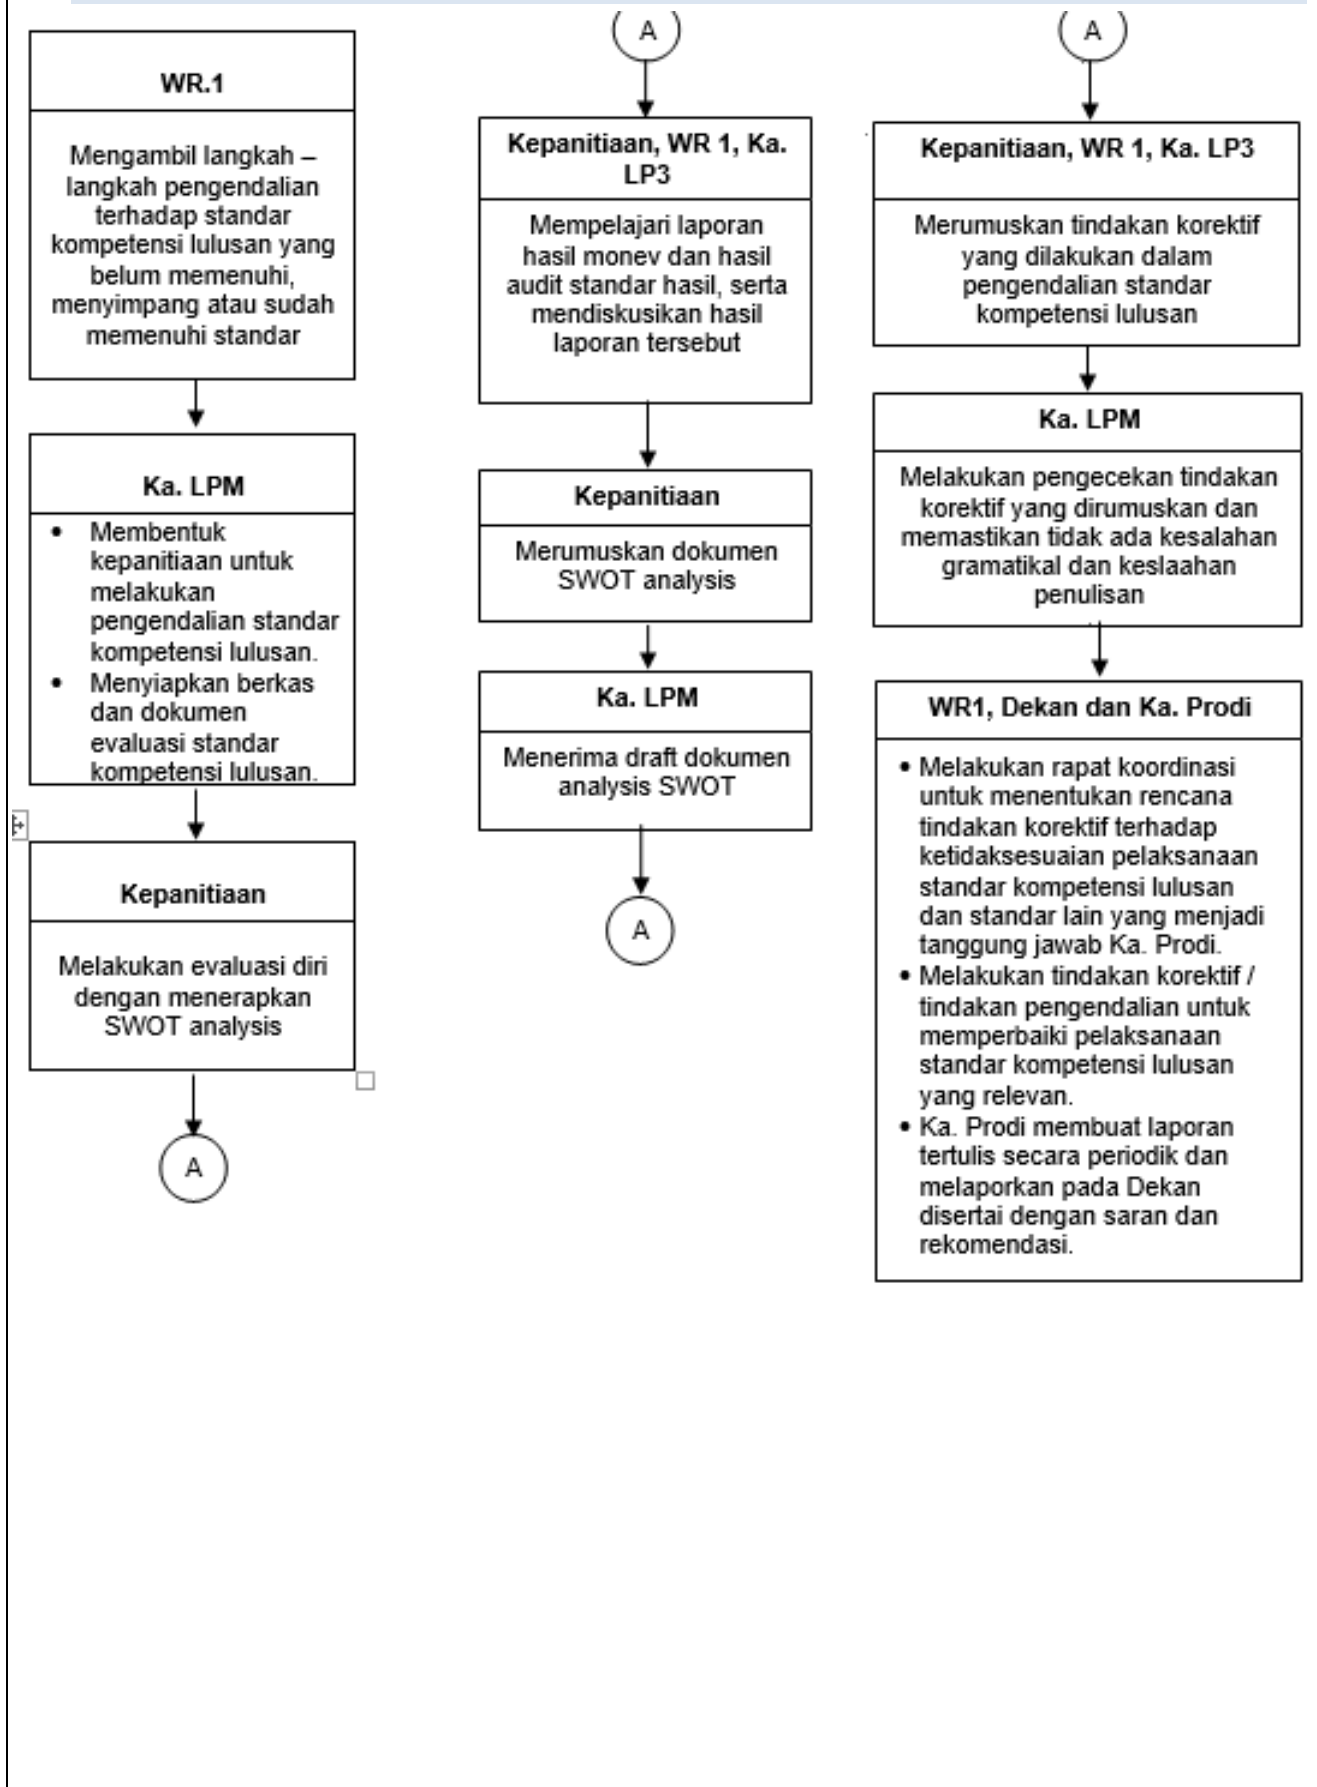 WR.1
Mengambil langkah –
langkah pengendalian
terhadap standar
kompetensi lulusan yang
belum memenuhi,
menyimpang atau sudah
memenuhi standar
Ka. LPM
• Membentuk
kepanitiaan untuk
melakukan
pengendalian standar
kompetensi lulusan.
• Menyiapkan berkas
dan dokumen
evaluasi standar
kompetensi lulusan.
Kepanitiaan
Melakukan evaluasi diri
dengan menerapkan
SWOT analysis
A
A
Kepanitiaan, WR 1, Ka.
LP3
Mempelajari laporan
hasil monev dan hasil
audit standar hasil, serta
mendiskusikan hasil
laporan tersebut
Kepanitiaan
Merumuskan dokumen
SWOT analysis
Ka. LPM
Menerima draft dokumen
analysis SWOT
A
A
Kepanitiaan, WR 1, Ka. LP3
Merumuskan tindakan korektif
yang dilakukan dalam
pengendalian standar
kompetensi lulusan
Ka. LPM
Melakukan pengecekan tindakan
korektif yang dirumuskan dan
memastikan tidak ada kesalahan
gramatikal dan keslaahan
penulisan
WR1, Dekan dan Ka. Prodi
• Melakukan rapat koordinasi
untuk menentukan rencana
tindakan korektif terhadap
ketidaksesuaian pelaksanaan
standar kompetensi lulusan
dan standar lain yang menjadi
tanggung jawab Ka. Prodi.
• Melakukan tindakan korektif /
tindakan pengendalian untuk
memperbaiki pelaksanaan
standar kompetensi lulusan
yang relevan.
• Ka. Prodi membuat laporan
tertulis secara periodik dan
melaporkan pada Dekan
disertai dengan saran dan
rekomendasi.